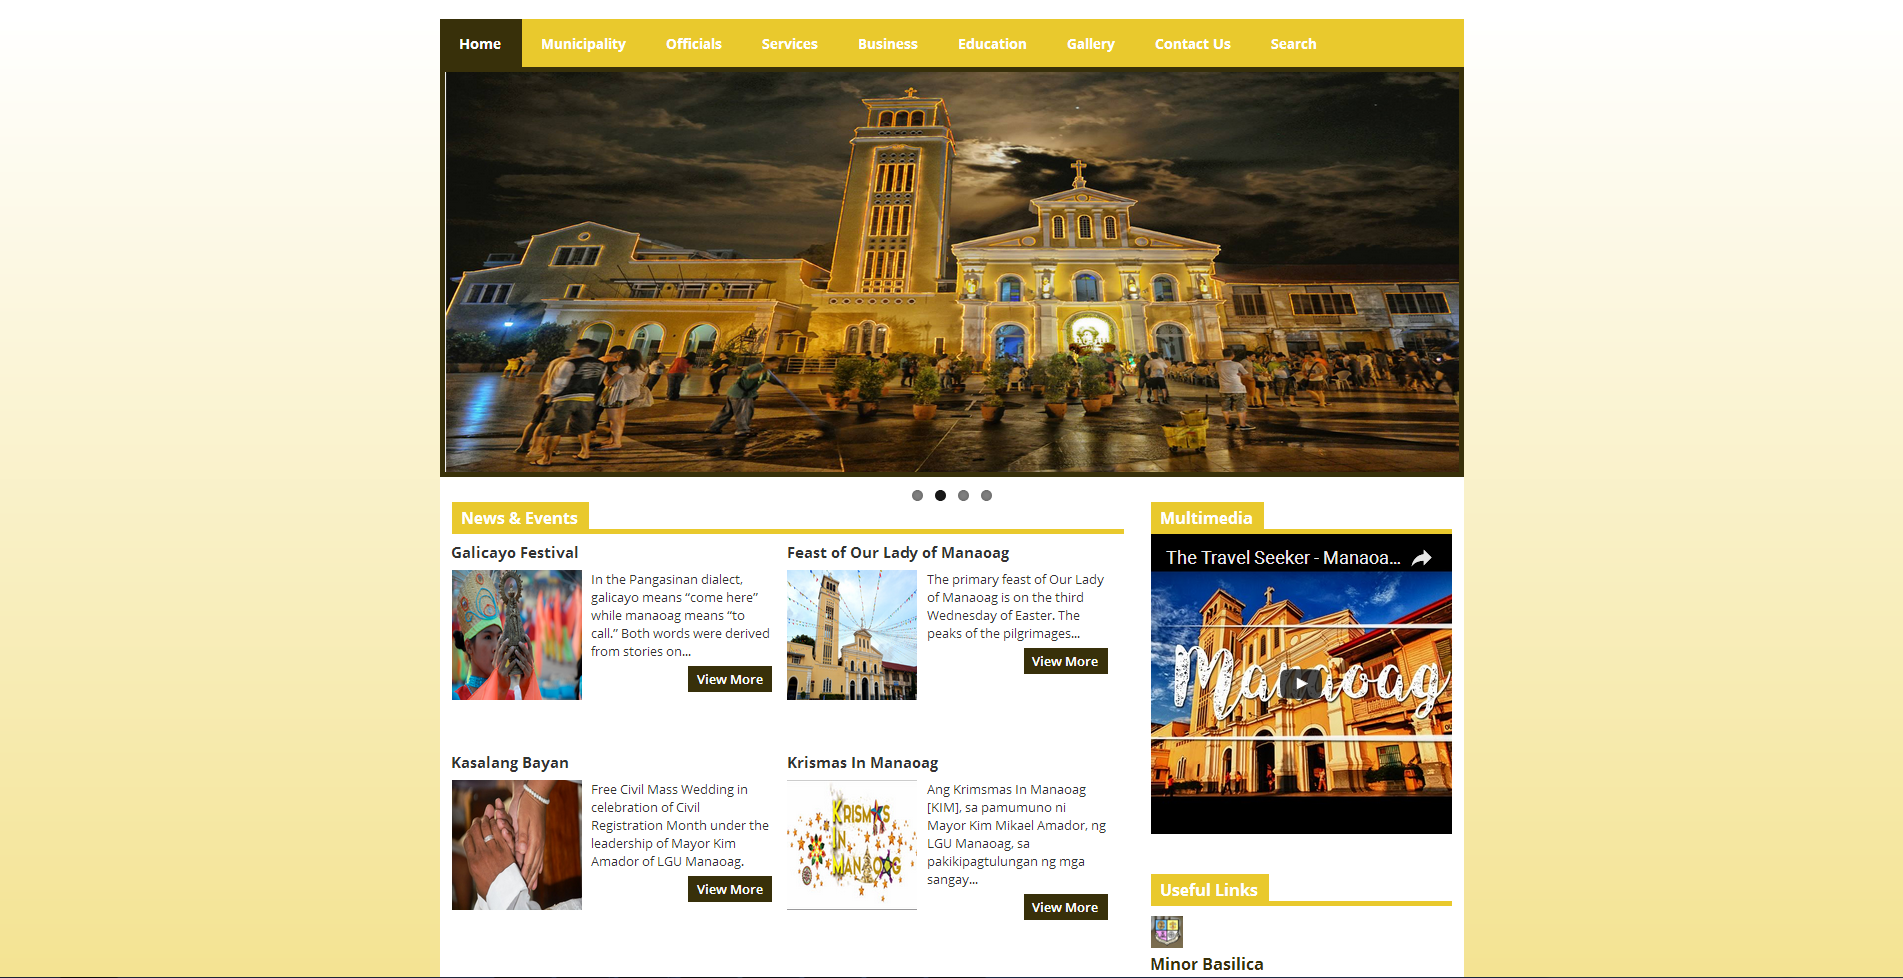 Home Municipality Officials Services Business Education Gallery Contact Us Search
News & Events
Galicayo Festival
In the Pangasinan dialect,
galicayo means “come here”
while manaoag means “to
call.” Both words were derived
from stories on...
View More
Feast of Our Lady of Manaoag
The primary feast of Our Lady
of Manaoag is on the third
Wednesday of Easter. The
peaks of the pilgrimages...
View More
Kasalang Bayan
Free Civil Mass Wedding in
celebration of Civil
Registration Month under the
leadership of Mayor Kim
Amador of LGU Manaoag.
View More
Krismas In Manaoag
KRISMAS
IN
MANAOAG
Ang Krimsmas In Manaoag
[KIM], sa pamumuno ni
Mayor Kim Mikael Amador, ng
LGU Manaoag, sa
pakikipagtulungan ng mga
sangay...
View More
Multimedia
The Travel Seeker - Manaoa...
Manaoag
Useful Links
Minor Basilica